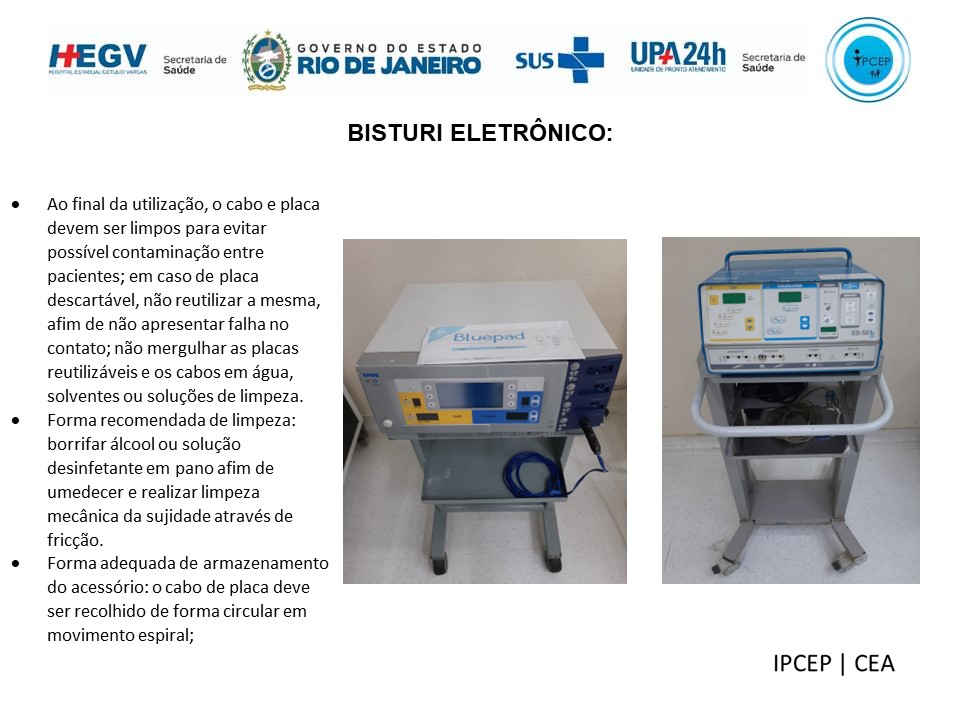 HEGV
HOSPITAL ESTADUAL GETÚLIO VARGAS
Secretaria de
Saúde
GOVERNO DO ESTADO
RIO DE JANEIRO
SUS
UPA24h
UNIDADE DE PRONTO ATENDIMENTO
Secretaria de
Saúde
IPCEP
BISTURI ELETRÔNICO:
• Ao final da utilização, o cabo e placa
devem ser limpos para evitar
possível contaminação entre
pacientes; em caso de placa
descartável, não reutilizar a mesma,
afim de não apresentar falha no
contato; não mergulhar as placas
reutilizáveis e os cabos em água,
solventes ou soluções de limpeza.
• Forma recomendada de limpeza:
borrifar álcool ou solução
desinfetante em pano afim de
umedecer e realizar limpeza
mecânica da sujidade através de
fricção.
• Forma adequada de armazenamento
do acessório: o cabo de placa deve
ser recolhido de forma circular em
movimento espiral;
Bluepad
SS-501
IPCEP | CEA